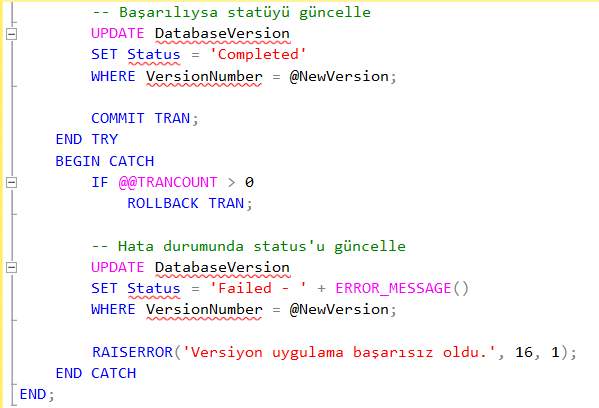 -- Başarılıysa statüyü güncelle
UPDATE DatabaseVersion
SET Status = 'Completed'
WHERE VersionNumber = @NewVersion;
COMMIT TRAN;
END TRY
BEGIN CATCH
IF @@TRANCOUNT > 0
ROLLBACK TRAN;
-- Hata durumunda status'u güncelle
UPDATE DatabaseVersion
SET Status = 'Failed - ' + ERROR_MESSAGE()
WHERE VersionNumber = @NewVersion;
RAISERROR('Versiyon uygulama başarısız oldu.', 16, 1);
END CATCH
END;